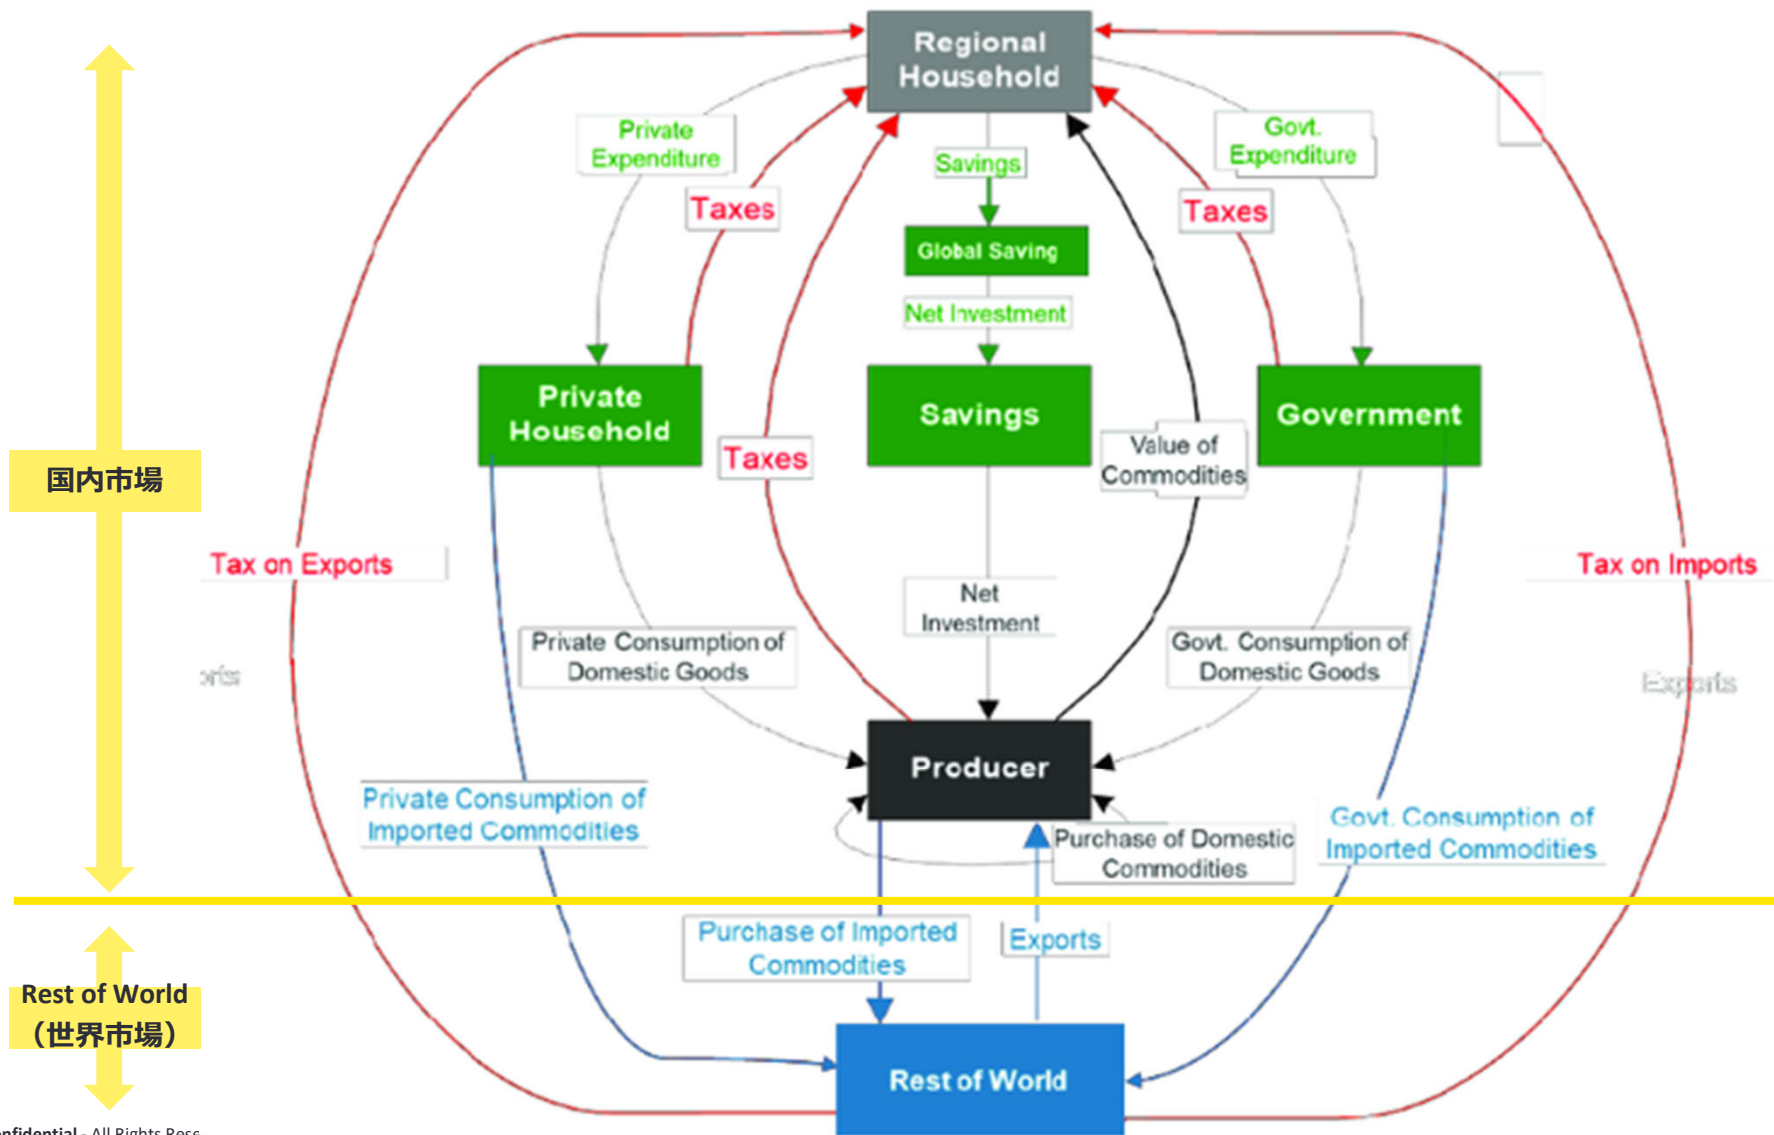 Regional
Household
Private
Expenditure
Savings
Govt.
Expenditure
Taxes
Taxes
Global Saving
Net Investment
Private
Household
Savings
Government
Taxes
Value of
Commodities
国内市場
Tax on Exports
Tax on Imports
Net
Investment
Private Consumption of
Domestic Goods
Govt. Consumption of
Domestic Goods
Exports
Producer
Private Consumption of
Imported Commodities
Govt. Consumption of
Imported Commodities
Purchase of Domestic
Commodities
Purchase of Imported
Commodities
Exports
Rest of World
（世界市場）
Rest of World
All Rights